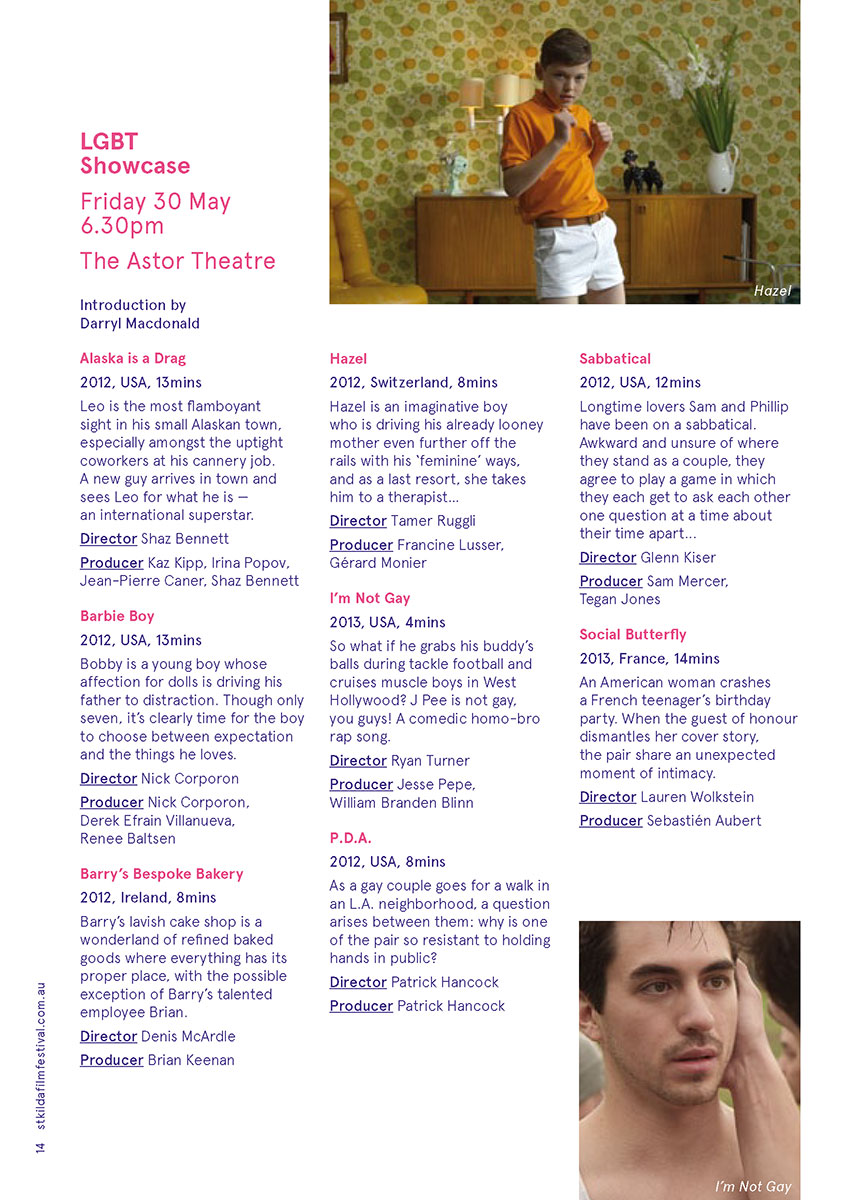 LGBT
Showcase
Friday 30 May
6.30pm
The Astor Theatre
Introduction by
Darryl Macdonald
Hazel
Alaska is a Drag
2012, USA, 13mins
Leo is the most flamboyant
sight in his small Alaskan town,
especially amongst the uptight
coworkers at his cannery job.
A new guy arrives in town and
sees Leo for what he is —
an international superstar.
Director Shaz Bennett
Producer Kaz Kipp, Irina Popov,
Jean-Pierre Caner, Shaz Bennett
Barbie Boy
2012, USA, 13mins
Bobby is a young boy whose
affection for dolls is driving his
father to distraction. Though only
seven, it's clearly time for the boy
to choose between expectation
and the things he loves.
Director Nick Corporon
Producer Nick Corporon,
Derek Efrain Villanueva,
Renee Baltsen
Barry's Bespoke Bakery
2012, Ireland, 8mins
Barry's lavish cake shop is a
wonderland of refined baked
goods where everything has its
proper place, with the possible
exception of Barry's talented
employee Brian.
Director Denis McArdle
Producer Brian Keenan
Hazel
2012, Switzerland, 8mins
Hazel is an imaginative boy
who is driving his already looney
mother even further off the
rails with his 'feminine' ways,
and as a last resort, she takes
him to a therapist...
Director Tamer Ruggli
Producer Francine Lusser,
Gérard Monier
I'm Not Gay
2013, USA, 4mins
So what if he grabs his buddy's
balls during tackle football and
cruises muscle boys in West
Hollywood? J Pee is not gay,
you guys! A comedic homo-bro
rap song.
Director Ryan Turner
Producer Jesse Pepe,
William Branden Blinn
P.D.A.
2012, USA, 8mins
As a gay couple goes for a walk in
an L.A. neighborhood, a question
arises between them: why is one
of the pair so resistant to holding
hands in public?
Director Patrick Hancock
Producer Patrick Hancock
Sabbatical
2012, USA, 12mins
Longtime lovers Sam and Phillip
have been on a sabbatical.
Awkward and unsure of where
they stand as a couple, they
agree to play a game in which
they each get to ask each other
one question at a time about
their time apart...
Director Glenn Kiser
Producer Sam Mercer,
Tegan Jones
Social Butterfly
2013, France, 14mins
An American woman crashes
a French teenager's birthday
party. When the guest of honour
dismantles her cover story,
the pair share an unexpected
moment of intimacy.
Director Lauren Wolkstein
Producer Sebastién Aubert
I'm Not Gay
14 stkildafilmfestival.com.au